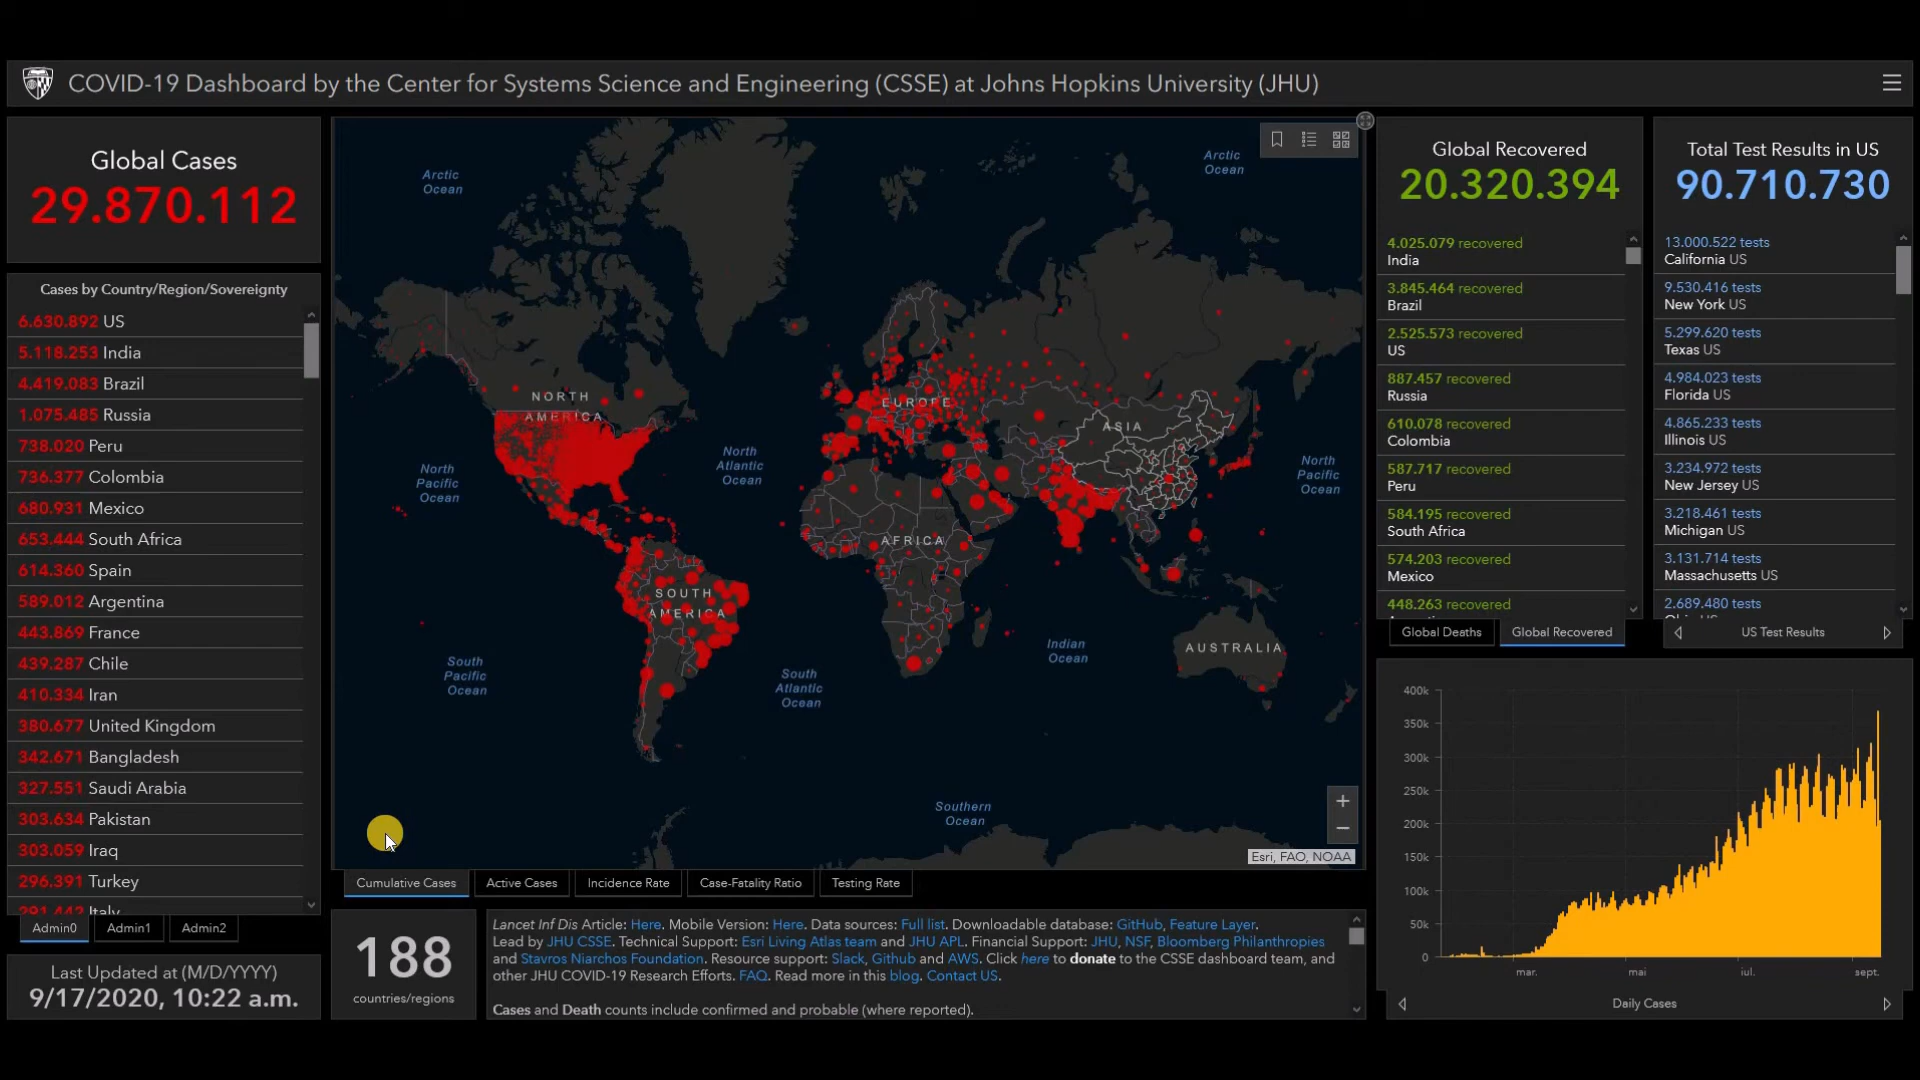 COVID-19 Dashboard by the Center for Systems Science and Engineering (CSSE) at Johns Hopkins University (JHU)
Global Cases
29.870.112
Cases by Country/Region/Sovereignty
6.630.892 US
5.118.253 India
4.419.083 Brazil
1.075.485 Russia
738.020 Peru
736.377 Colombia
680.931 Mexico
653.444 South Africa
614.360 Spain
589.012 Argentina
443.869 France
439.287 Chile
410.334 Iran
380.677 United Kingdom
342.671 Bangladesh
327.551 Saudi Arabia
303.634 Pakistan
303.059 Iraq
296.391 Turkey
291.442 Italy
Admin0
Admin1
Admin2
Last Updated at (M/D/YYYY)
9/17/2020, 10:22 a.m.
Arctic
Ocean
Arctic
Ocean
NORTH
AMERICA
EUROPE
ASIA
North
Pacific
Ocean
North
Atlantic
Ocean
North
Pacific
Ocean
AFRICA
SOUTH
AMERICA
AUSTRALIA
Indian
Ocean
South
Pacific
Ocean
South
Atlantic
Ocean
Southern
Ocean
Esri, FAO, NOAA
Cumulative Cases
Active Cases
Incidence Rate
Case-Fatality Ratio
Testing Rate
188
countries/regions
Lancet Inf Dis Article: Here. Mobile Version: Here. Data sources: Full list. Downloadable database: GitHub, Feature Layer.
Lead by JHU CSSE. Technical Support: Esri Living Atlas team and JHU APL. Financial Support: JHU, NSF, Bloomberg Philanthropies
and Stavros Niarchos Foundation. Resource support: Slack, Github and AWS. Click here to donate to the CSSE dashboard team, and
other JHU COVID-19 Research Efforts. FAQ. Read more in this blog. Contact US.
Cases and Death counts include confirmed and probable (where reported).
Global Recovered
20.320.394
4.025.079 recovered
India
3.845.464 recovered
Brazil
2.525.573 recovered
US
887.457 recovered
Russia
610.078 recovered
Colombia
587.717 recovered
Peru
584.195 recovered
South Africa
574.203 recovered
Mexico
448.263 recovered
Global Deaths
Global Recovered
Total Test Results in US
90.710.730
13.000.522 tests
California US
9.530.416 tests
New York US
5.299.620 tests
Texas US
4.984.023 tests
Florida US
4.865.233 tests
Illinois US
3.234.972 tests
New Jersey US
3.218.461 tests
Michigan US
3.131.714 tests
Massachusetts US
2.689.480 tests
US Test Results
400k
350k
300k
250k
200k
150k
100k
50k
0
mar.
mai
iul.
sept.
Daily Cases